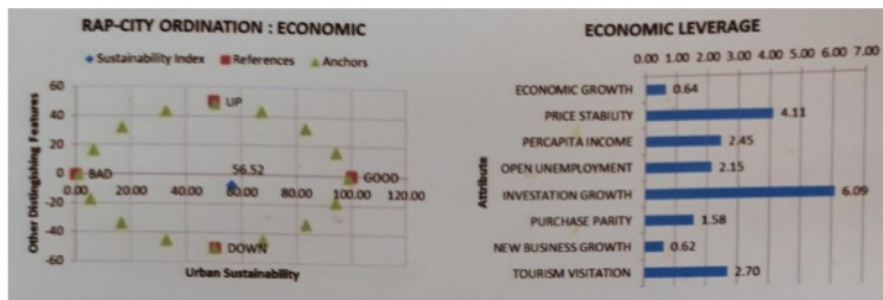 RAP-CITY ORDINATION : ECONOMIC
Sustainability Index References Anchors
Other Distingishing Features
60
40
20
0
-20
-40
-60
UP
BAD
56.52
GOOD
DOWN
0.00 20.00 40.00 60.00 80.00 100.00 120.00
Urban Sustainability
ECONOMIC LEVERAGE
0.00 1.00 2.00 3.00 4.00 5.00 6.00 7.00
Attribute
ECONOMIC GROWTH 0.64
PRICE STABILITY 4.11
PERCAPITA INCOME 2.45
OPEN UNEMPLOYMENT 2.15
INVESTATION GROWTH 6.09
PURCHASE PARITY 1.58
NEW BUSINESS GROWTH 0.62
TOURISM VISITATION 2.70